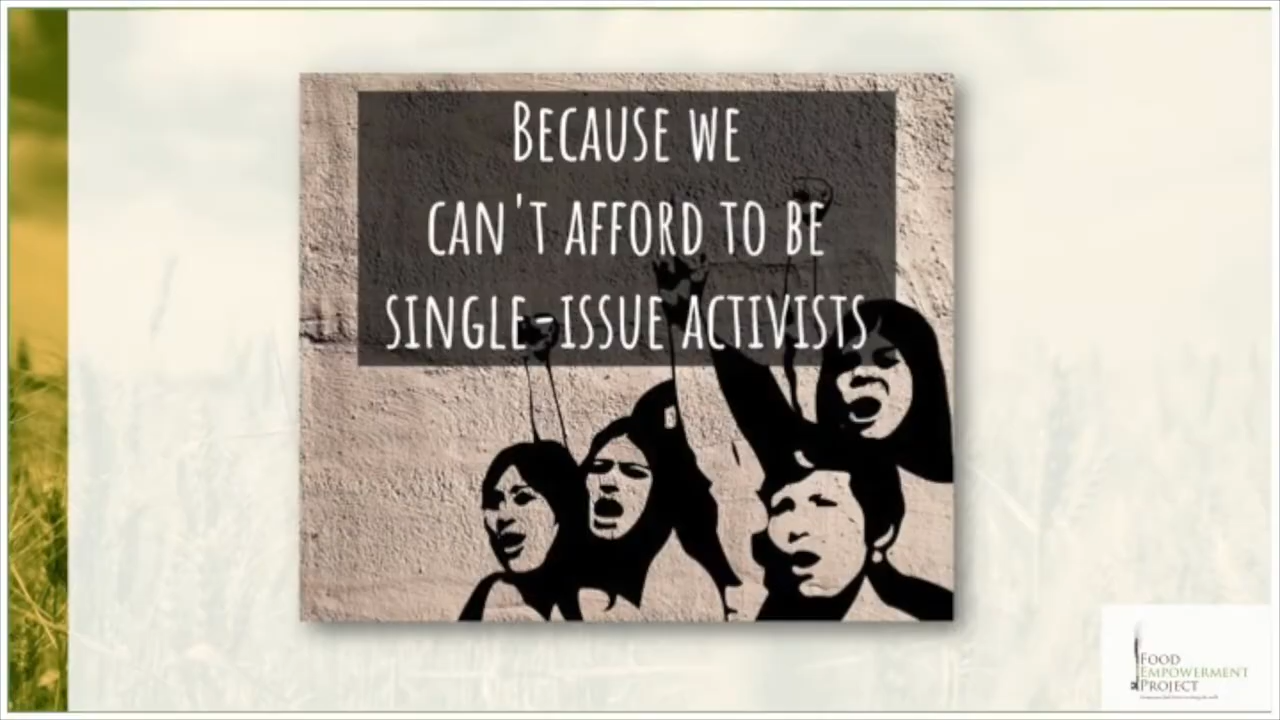 Because we
can't afford to be
single-issue activists
Food
Empowerment
Project